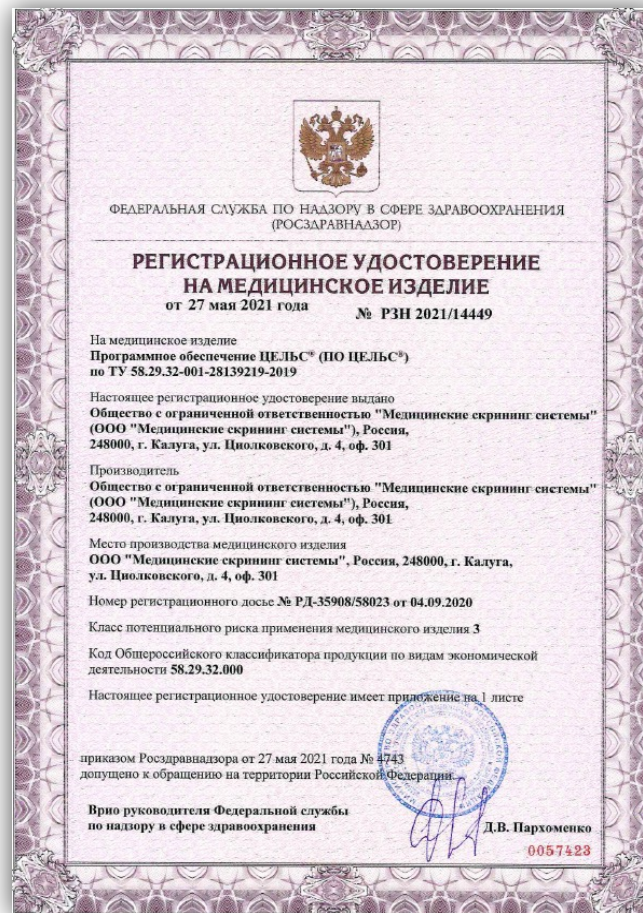 ФЕДЕРАЛЬНАЯ СЛУЖБА ПО НАДЗОРУ В СФЕРЕ ЗДРАВООХРАНЕНИЯ
(РОСЗДРАВНАДЗОР)
РЕГИСТРАЦИОННОЕ УДОСТОВЕРЕНИЕ
НА МЕДИЦИНСКОЕ ИЗДЕЛИЕ
от 27 мая 2021 года № РЗН 2021/14449
На медицинское изделие
Программное обеспечение ЦЕЛЬС® (ПО ЦЕЛЬС®)
по ТУ 58.29.32-001-28139219-2019
Настоящее регистрационное удостоверение выдано
Общество с ограниченной ответственностью "Медицинские скрининг системы"
(ООО "Медицинские скрининг системы"), Россия,
248000, г. Калуга, ул. Циолковского, д. 4, оф. 301
Производитель
Общество с ограниченной ответственностью "Медицинские скрининг системы"
(ООО "Медицинские скрининг системы"), Россия,
248000, г. Калуга, ул. Циолковского, д. 4, оф. 301
Место производства медицинского изделия
ООО "Медицинские скрининг системы", Россия, 248000, г. Калуга,
ул. Циолковского, д. 4, оф. 301
Номер регистрационного досье № РД-35908/58023 от 04.09.2020
Класс потенциального риска применения медицинского изделия 3
Код Общероссийского классификатора продукции по видам экономической
деятельности 58.29.32.000
Настоящее регистрационное удостоверение имеет приложение на 1 листе
приказом Росздравнадзора от 27 мая 2021 года № 4743
допущено к обращению на территории Российской Федерации.
Врио руководителя Федеральной службы
по надзору в сфере здравоохранения
Д.В. Пархоменко
0057423